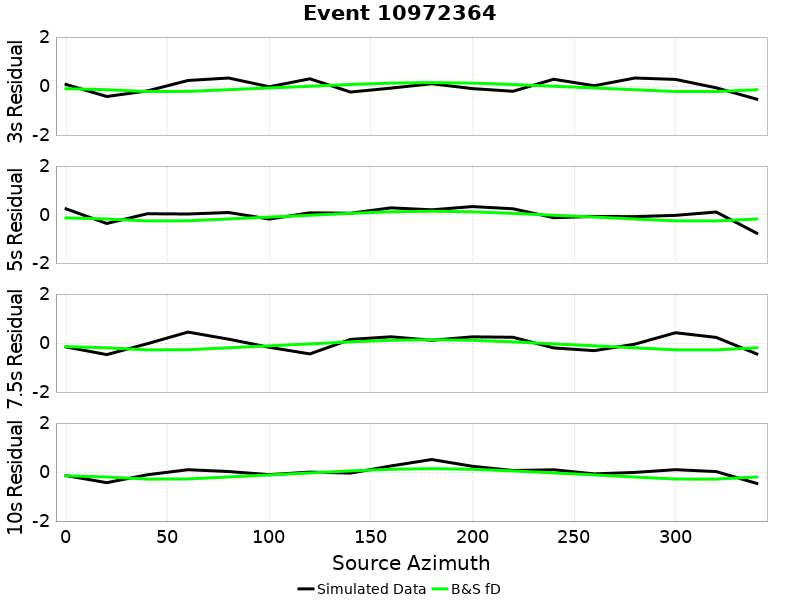 Event 10972364
3s Residual
2
0
-2
5s Residual
2
0
-2
7.5s Residual
2
0
-2
10s Residual
2
0
-2
0 50 100 150 200 250 300
Source Azimuth
Simulated Data B&S fD